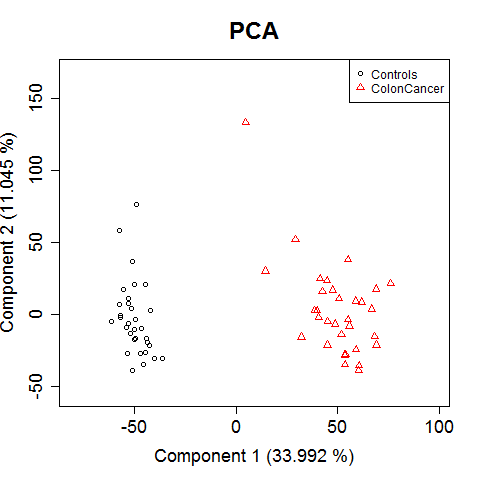 PCA
Controls
ColonCancer
150
100
50
0
-50
Component 2 (11.045 %)
-50
0
50
100
Component 1 (33.992 %)